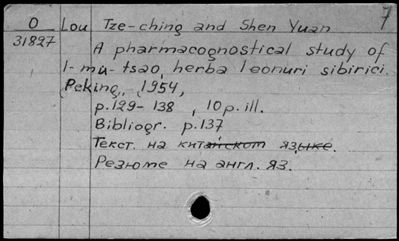 7
O Lou Tze-ching and Shen Yuan
31827
A pharmacognostical study of
I-mu-tsao, herba leonuri sibirici.
Peking, 1954,
p. 129-138, 10 p. ill.
Bibliogr. p. 137
Текст на китайском языке.
Резюме на англ. яз.